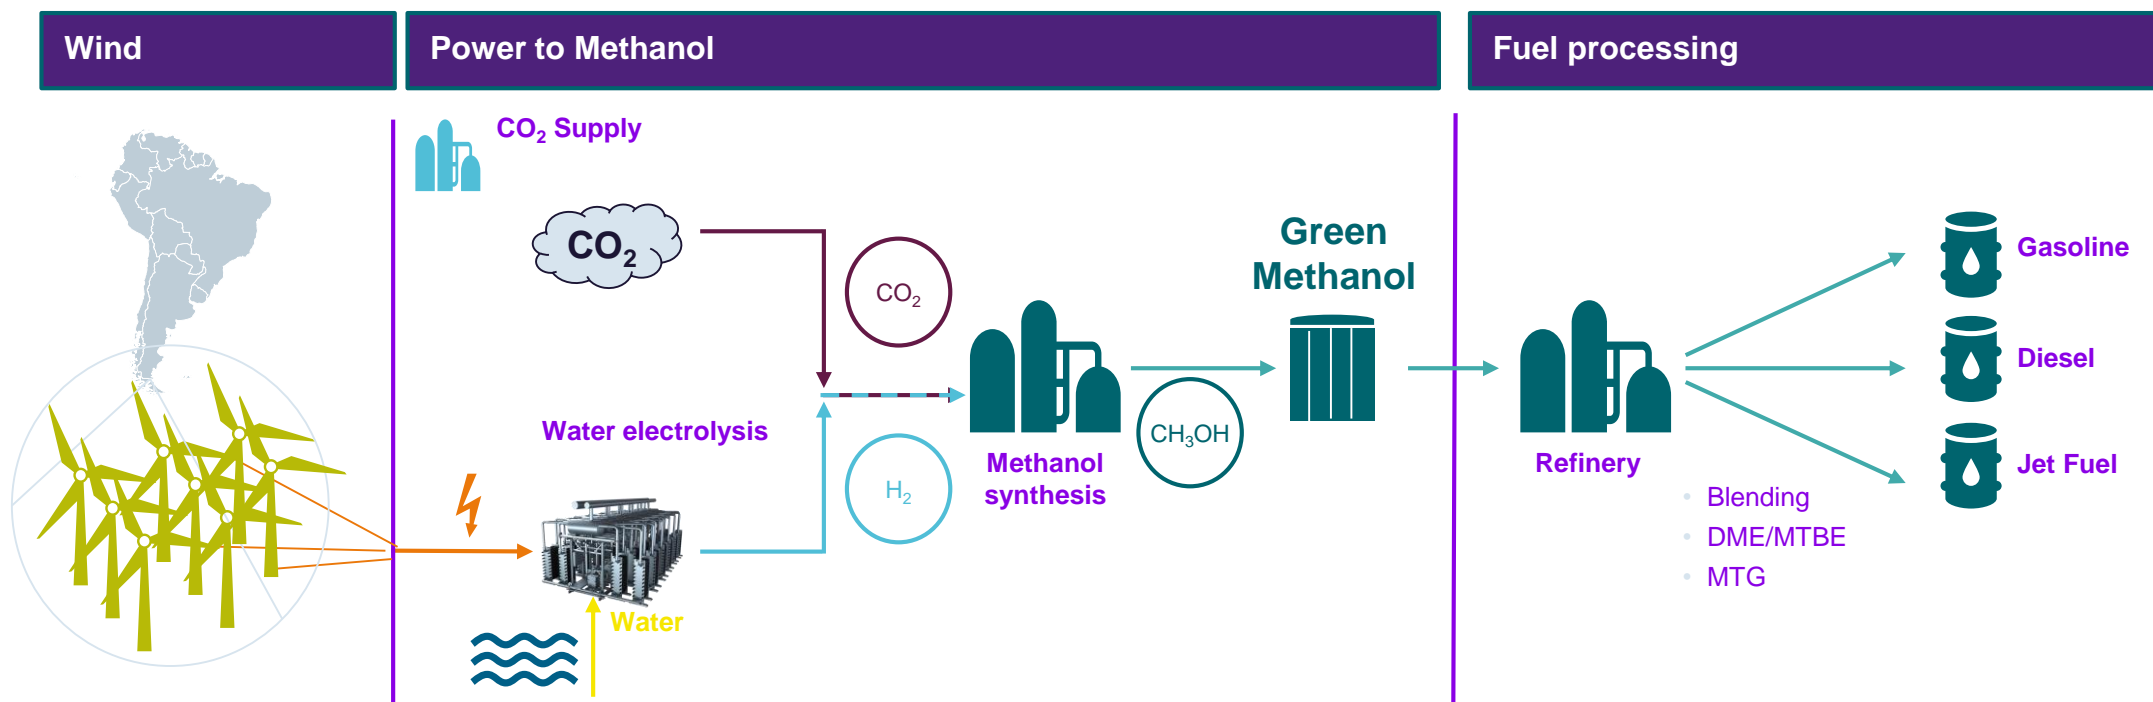 Wind
Power to Methanol
Fuel processing
CO₂ Supply
CO₂
CO₂
Water electrolysis
H₂
Water
Methanol
synthesis
CH₃OH
Green
Methanol
Refinery
• Blending
• DME/MTBE
• MTG
Gasoline
Diesel
Jet Fuel